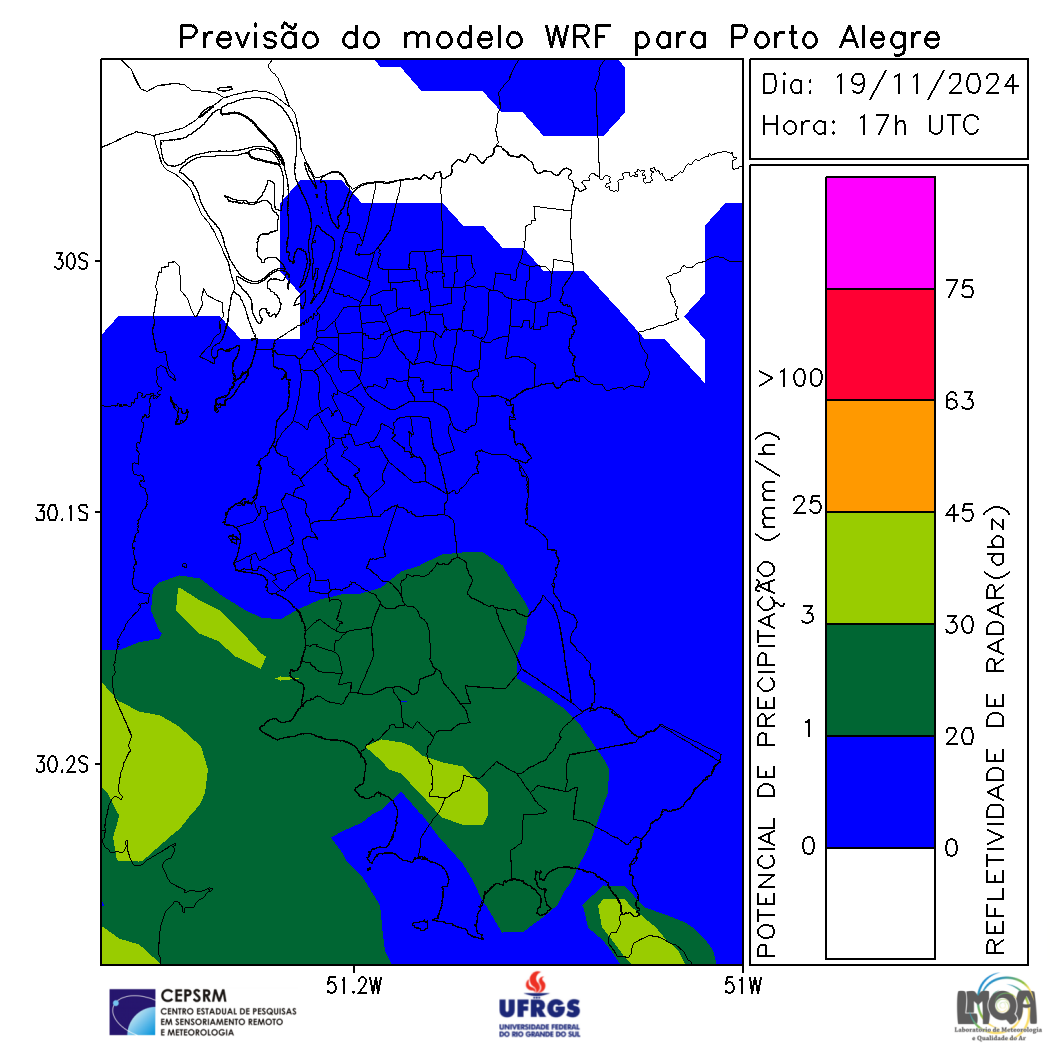 Previsão do modelo WRF para Porto Alegre
Dia: 19/11/2024
Hora: 17h UTC
30S
30.1S
30.2S
51.2W
51W
POTENCIAL DE PRECIPITAÇÃO (mm/h)
>100
25
3
1
0
75
63
45
30
20
0
REFLETIVIDADE DE RADAR(dbz)
CEPSRM
CENTRO ESTADUAL DE PESQUISAS
EM SENSORIAMENTO REMOTO
E METEOROLOGIA
UFRGS
UNIVERSIDADE FEDERAL
DO RIO GRANDE DO SUL
LMQA
Laboratório de Meteorologia
e Qualidade do Ar